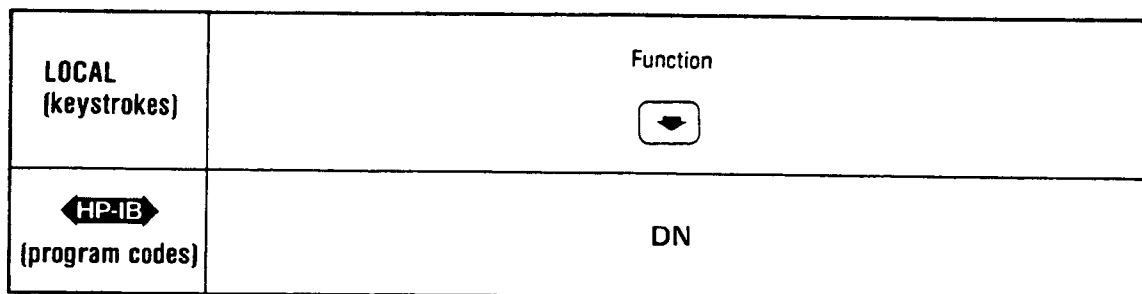 LOCAL
(keystrokes)
Function
HP-IB
(program codes)
DN